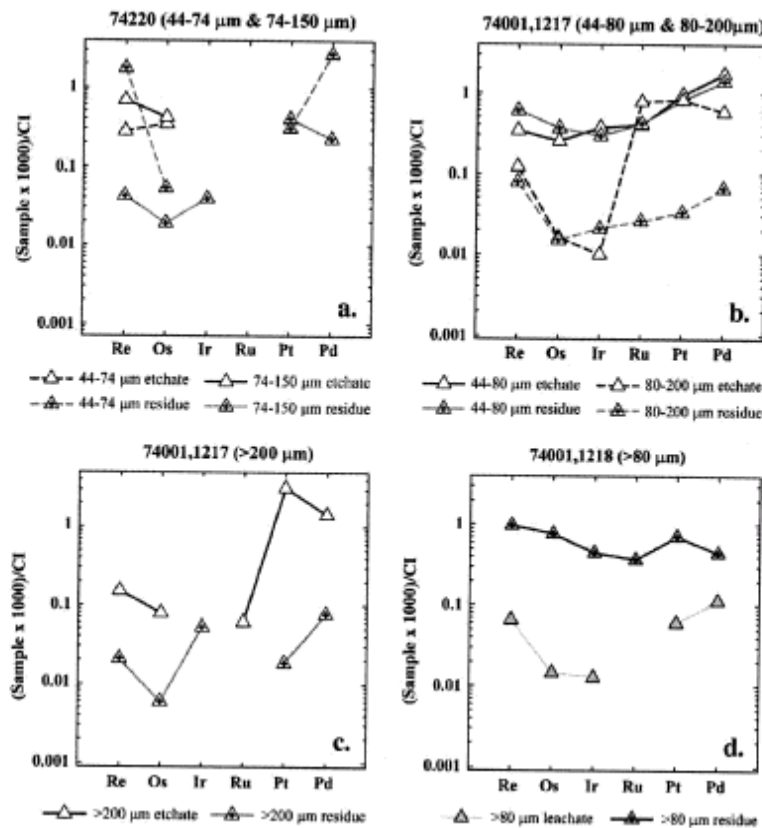 74220 (44-74 μm & 74-150 μm)
(Sample x 1000)/CI
1
0.1
0.01
0.001
a.
Re Os Ir Ru Pt Pd
44-74 μm etchate 74-150 μm etchate
44-74 μm residue 74-150 μm residue
74001,1217 (44-80 μm & 80-200μm)
(Sample x 1000)/CI
1
0.1
0.01
0.001
b.
Re Os Ir Ru Pt Pd
44-80 μm etchate 80-200 μm etchate
44-80 μm residue 80-200 μm residue
74001,1217 (>200 μm)
(Sample x 1000)/CI
1
0.1
0.01
0.001
c.
Re Os Ir Ru Pt Pd
>200 μm etchate >200 μm residue
74001,1218 (>80 μm)
(Sample x 1000)/CI
1
0.1
0.01
0.001
d.
Re Os Ir Ru Pt Pd
>80 μm leachate >80 μm residue